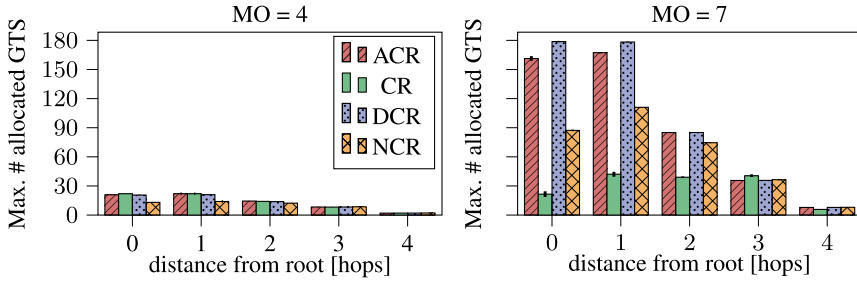 MO = 4
Max. # allocated GTS
180
150
120
90
60
30
0
ACR
CR
DCR
NCR
0 1 2 3 4
distance from root [hops]
MO = 7
Max. # allocated GTS
180
150
120
90
60
30
0
0 1 2 3 4
distance from root [hops]